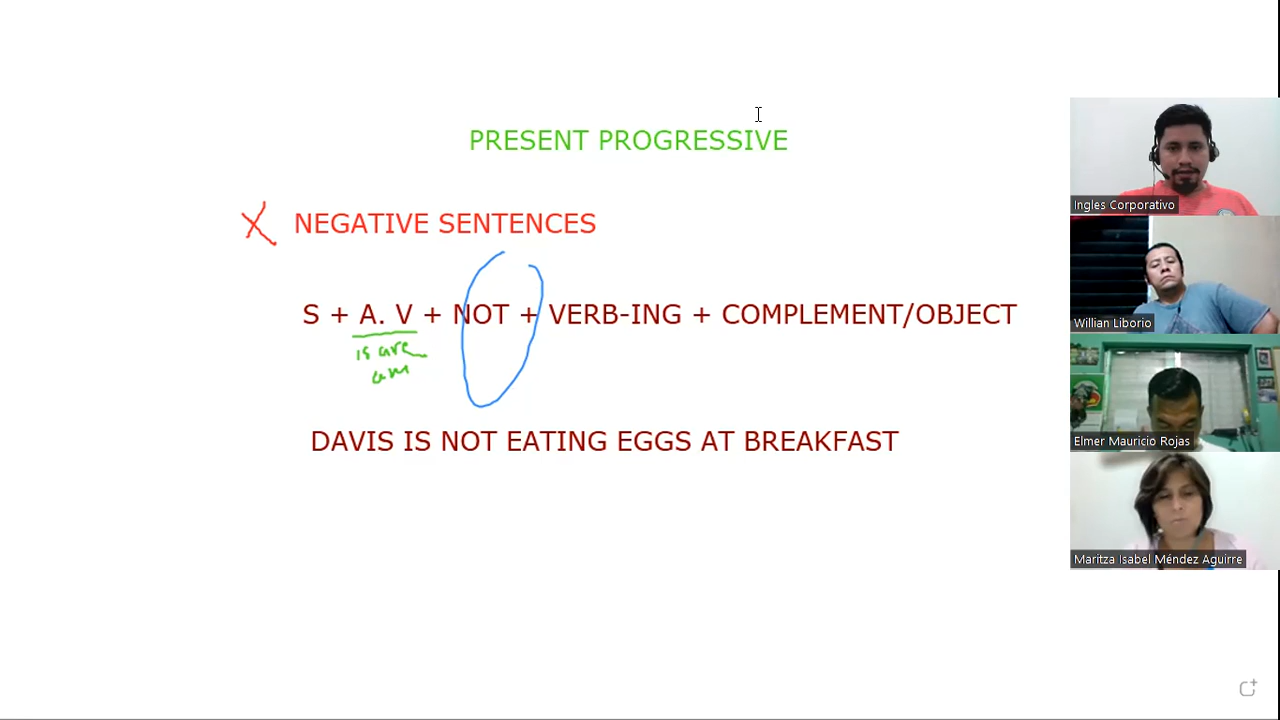 PRESENT PROGRESSIVE
X NEGATIVE SENTENCES
S + A. V + NOT + VERB-ING + COMPLEMENT/OBJECT
is are
am
DAVIS IS NOT EATING EGGS AT BREAKFAST
Ingles Corporativo
Willian Liborio
Elmer Mauricio Rojas
Maritza Isabel Méndez Aguirre